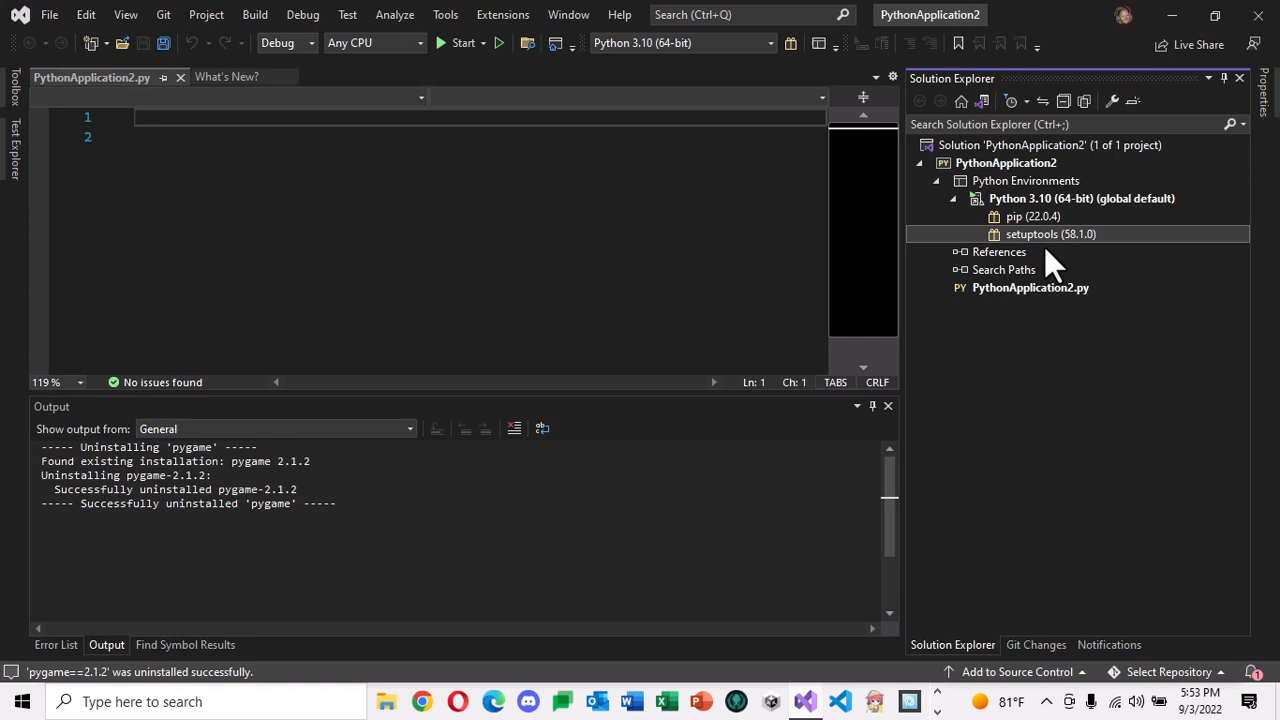 File Edit View Git Project Build Debug Test Analyze Tools Extensions Window Help Search (Ctrl+Q) PythonApplication2
Debug Any CPU Start Python 3.10 (64-bit) Live Share
Toolbox
Test Explorer
PythonApplication2.py What's New?
1
2
119 % No issues found Ln: 1 Ch: 1 TABS CRLF
Output
Show output from: General
----- Uninstalling 'pygame' -----
Found existing installation: pygame 2.1.2
Uninstalling pygame-2.1.2:
Successfully uninstalled pygame-2.1.2
----- Successfully uninstalled 'pygame' -----
Error List Output Find Symbol Results
Solution Explorer
Search Solution Explorer (Ctrl+;)
Solution 'PythonApplication2' (1 of 1 project)
PY PythonApplication2
Python Environments
Python 3.10 (64-bit) (global default)
pip (22.0.4)
setuptools (58.1.0)
References
Search Paths
PY PythonApplication2.py
Solution Explorer Git Changes Notifications
Properties
'pygame==2.1.2' was uninstalled successfully. Add to Source Control Select Repository 1
Type here to search 81°F 5:53 PM
9/3/2022